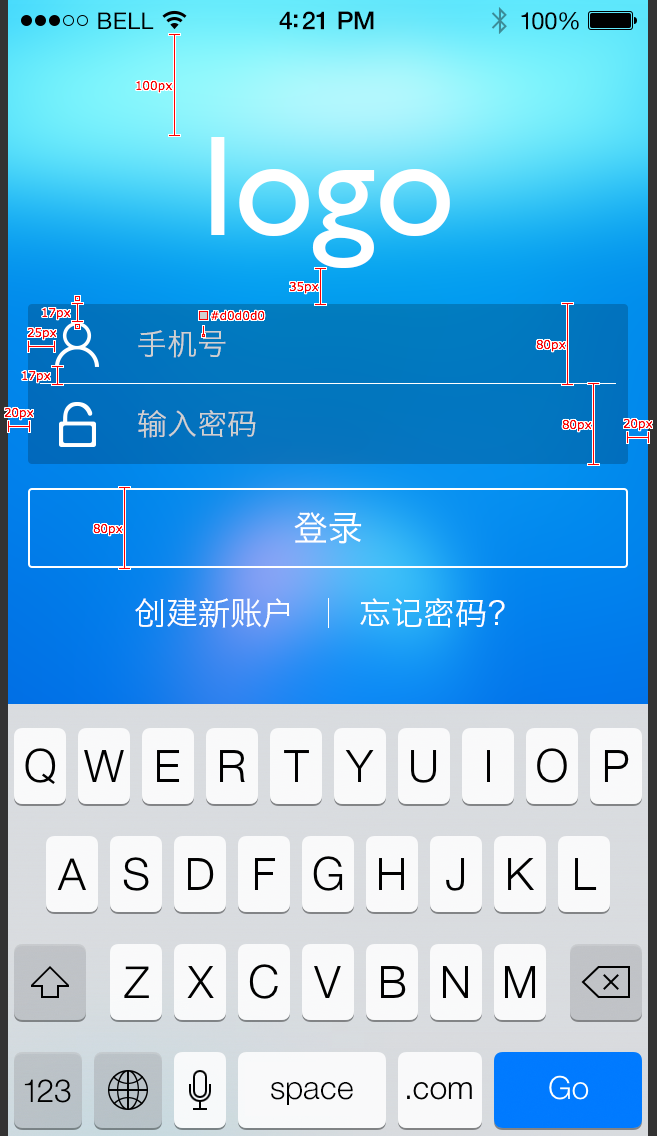 BELL 4:21 PM 100%
100px
logo
35px
17px #d0d0d0
25px 手机号 80px
17px
20px 输入密码 80px 20px
80px 登录
创建新账户 忘记密码?
Q W E R T Y U I O P
A S D F G H J K L
Z X C V B N M
123 space .com Go